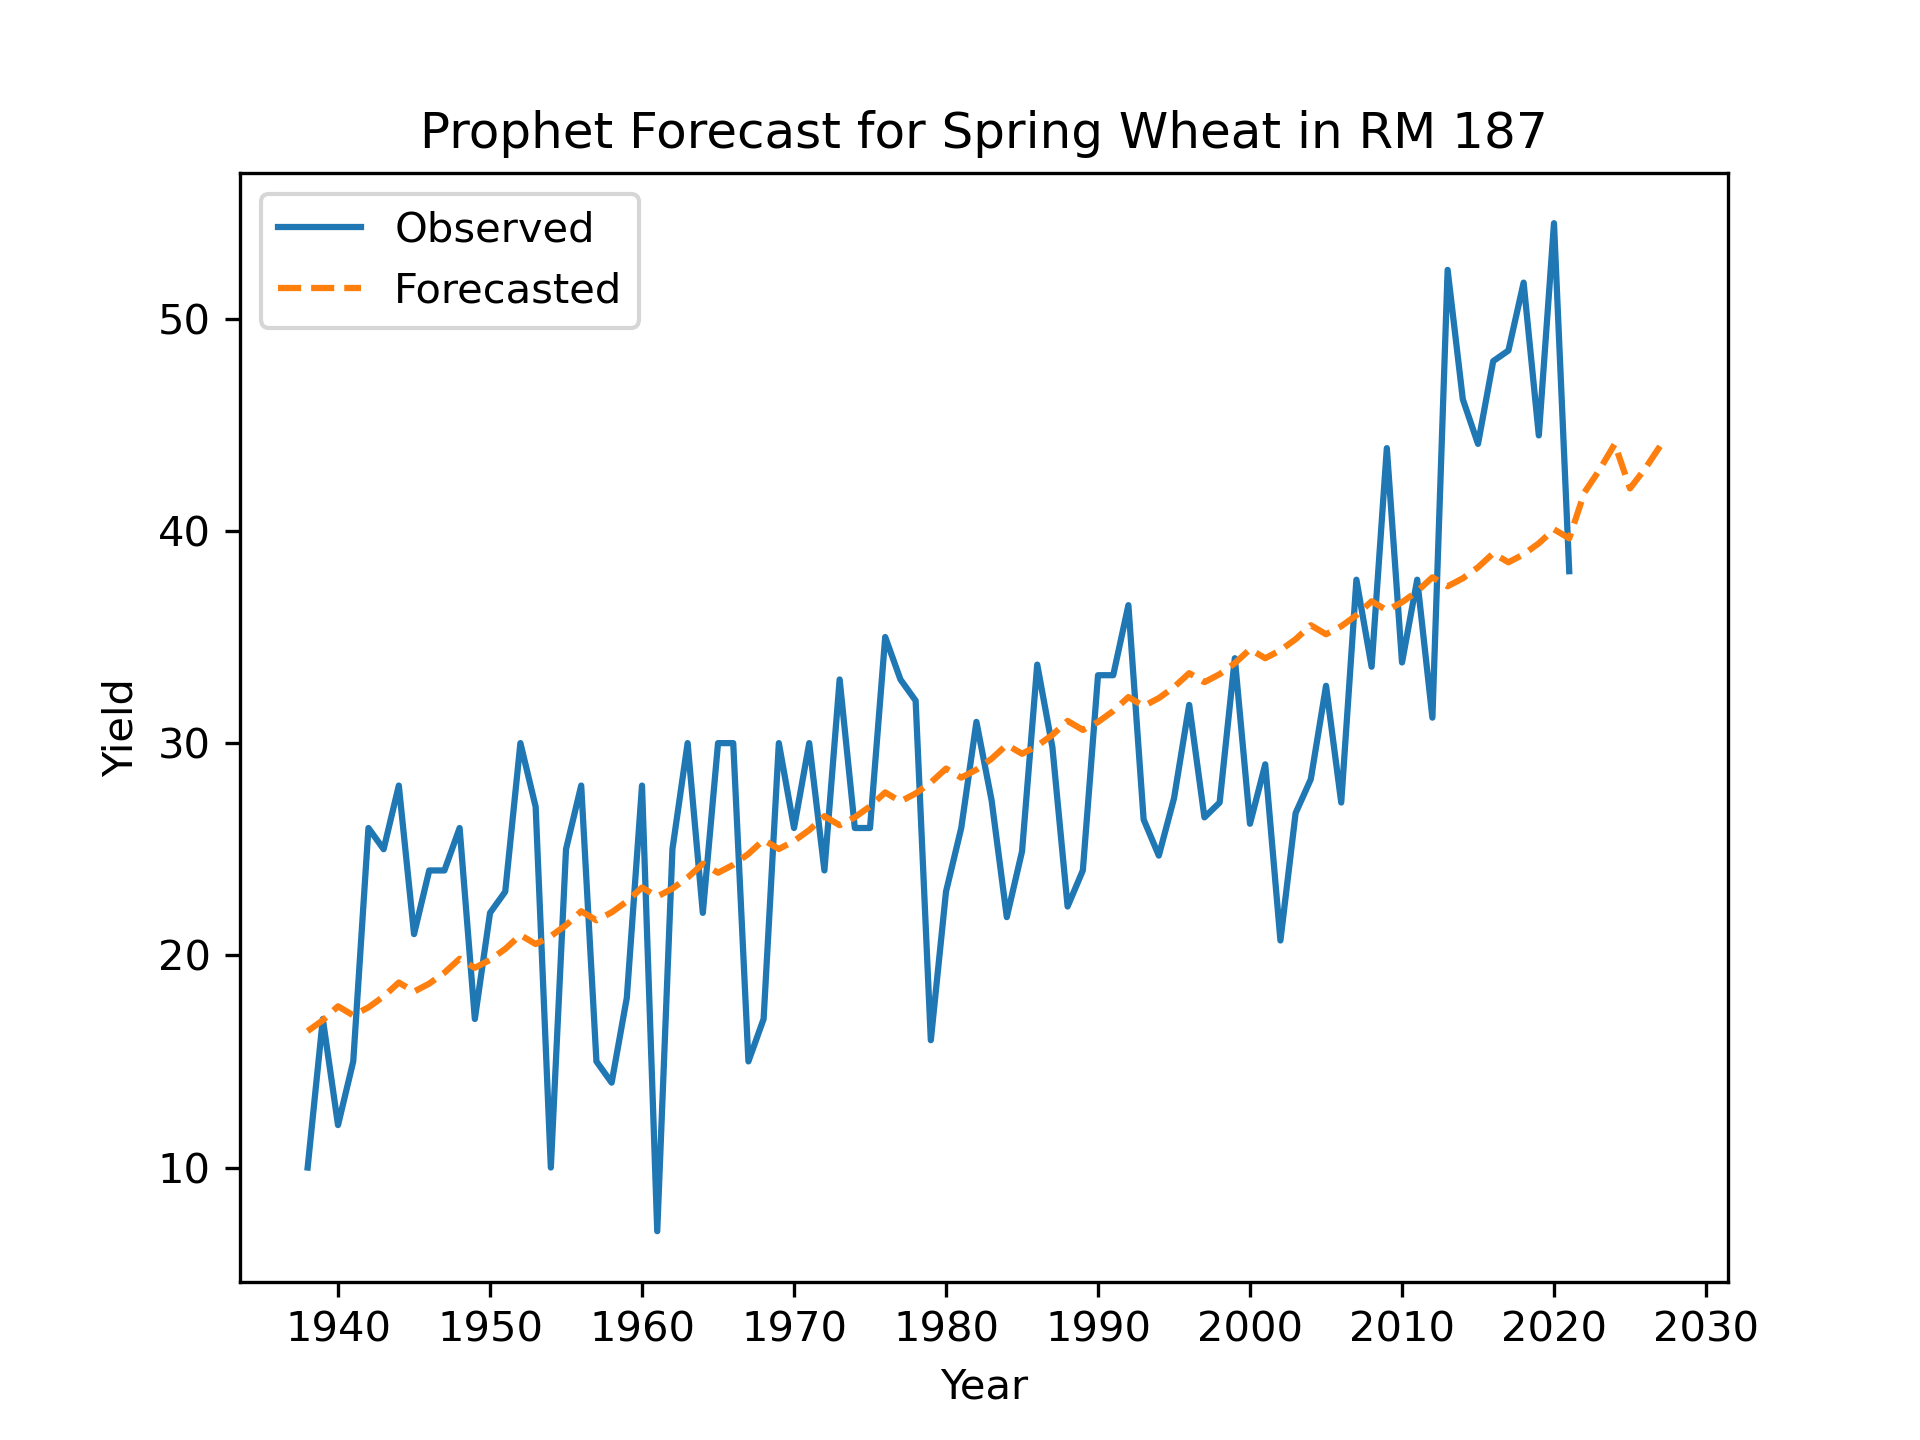 Prophet Forecast for Spring Wheat in RM 187
Observed
Forecasted
50
40
30
20
10
Yield
1940 1950 1960 1970 1980 1990 2000 2010 2020 2030
Year